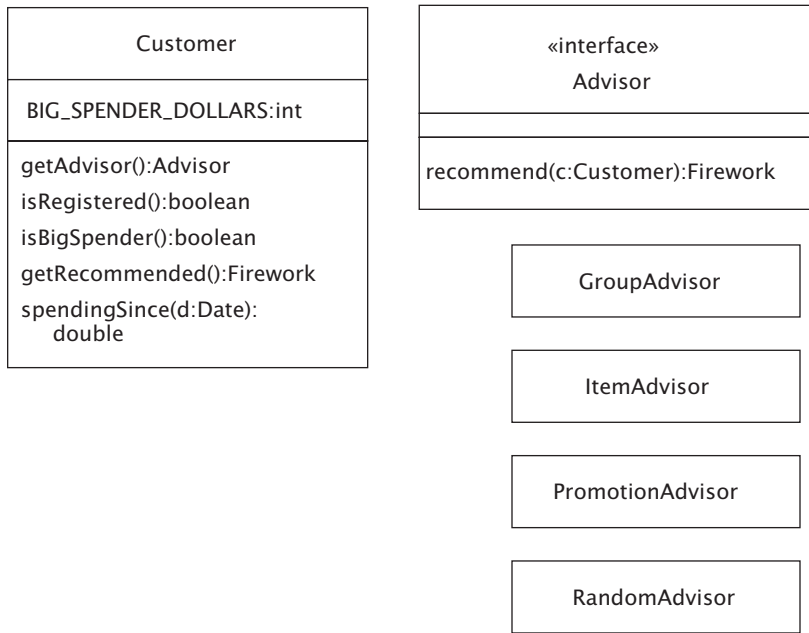 Customer
BIG_SPENDER_DOLLARS:int
getAdvisor():Advisor
isRegistered():boolean
isBigSpender():boolean
getRecommended():Firework
spendingSince(d:Date):
double
«interface»
Advisor
recommend(c:Customer):Firework
GroupAdvisor
ItemAdvisor
PromotionAdvisor
RandomAdvisor